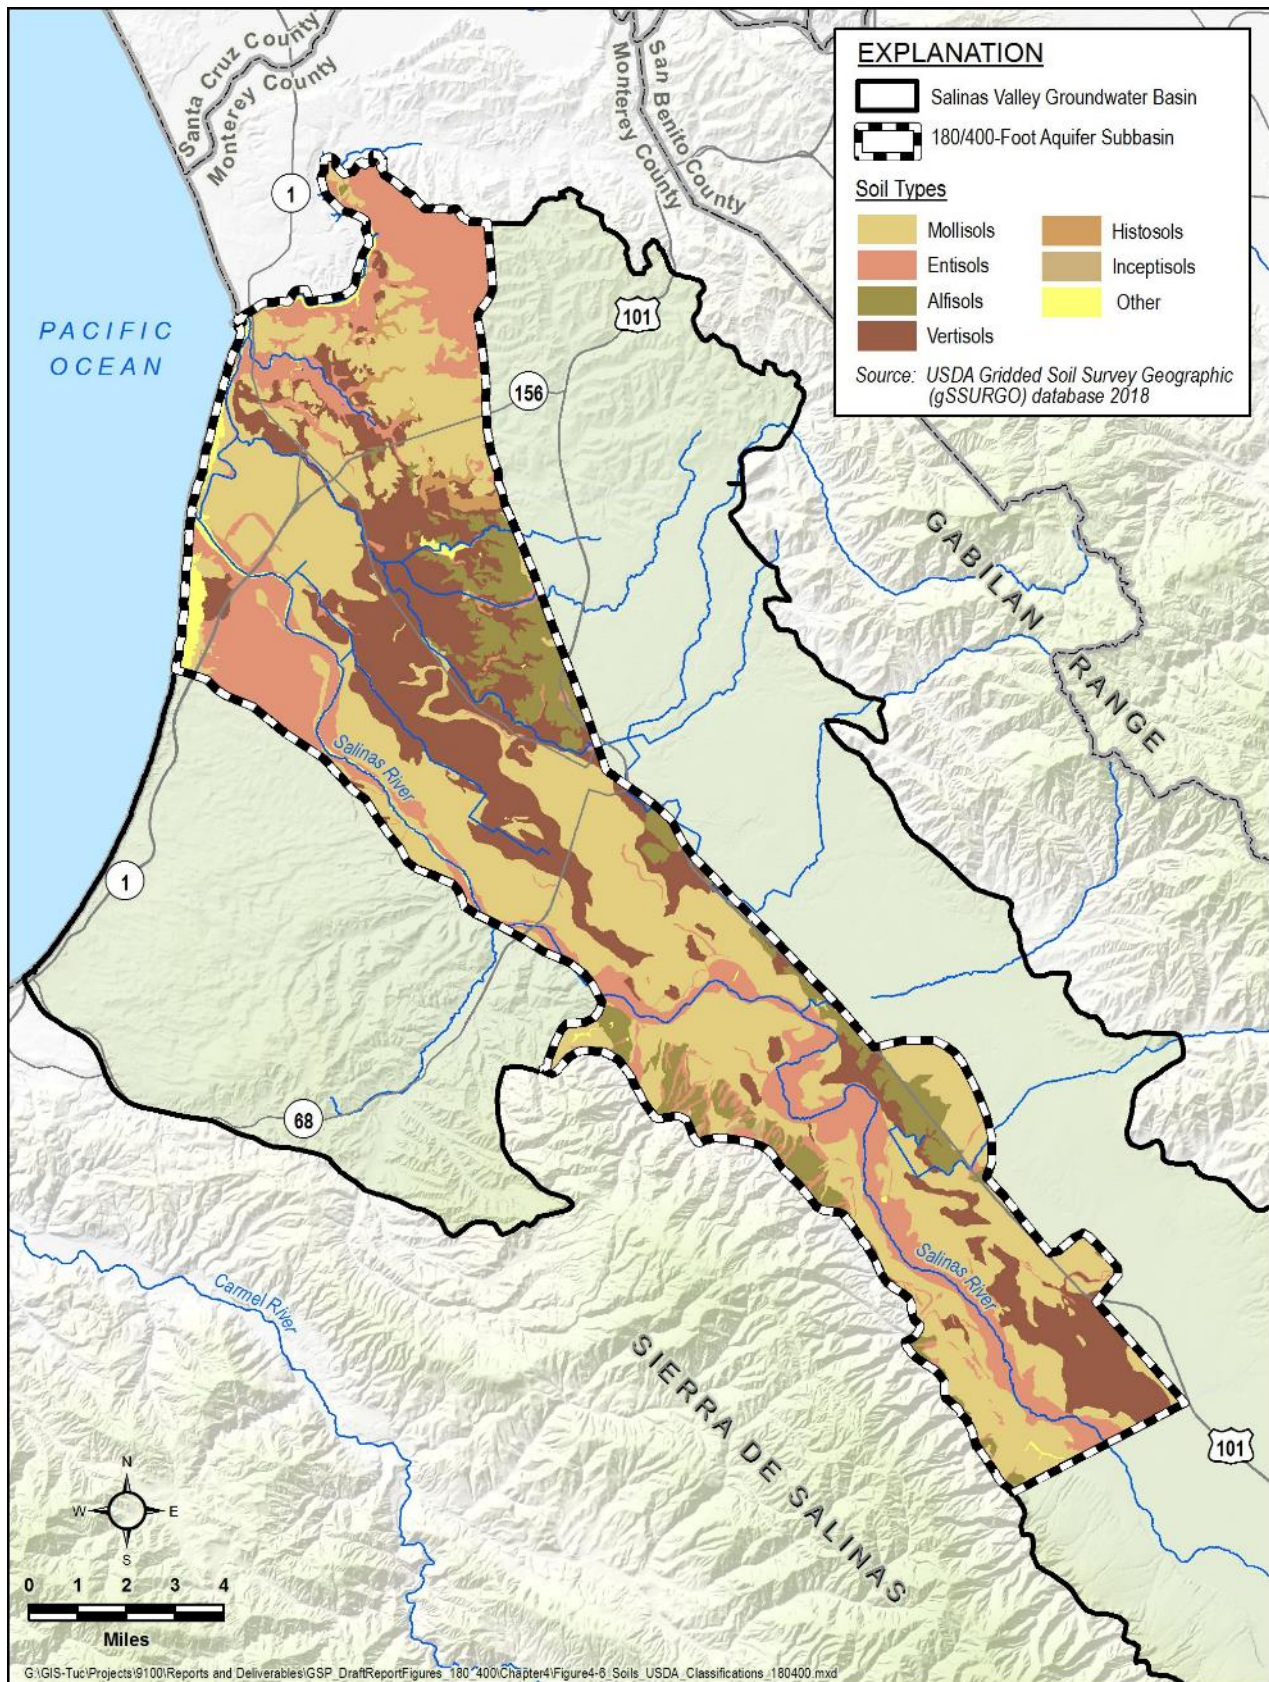 EXPLANATION
Salinas Valley Groundwater Basin
180/400-Foot Aquifer Subbasin
Soil Types
Mollisols
Entisols
Alfisols
Vertisols
Histosols
Inceptisols
Other
Source: USDA Gridded Soil Survey Geographic
(gSSURGO) database 2018
Santa Cruz County
Monterey County
San Benito County
Monterey County
1
101
156
PACIFIC
OCEAN
GABILAN
RANGE
Salinas River
1
68
Salinas River
Carmel River
SIERRA DE SALINAS
101
N
W
E
S
0 1 2 3 4
Miles
G:\GIS-Tuc\Projects\9100\Reports and Deliverables\GSP_DraftReportFigures_180_400\Chapter4\Figure4-6_Soils_USDA_Classifications_180400.mxd